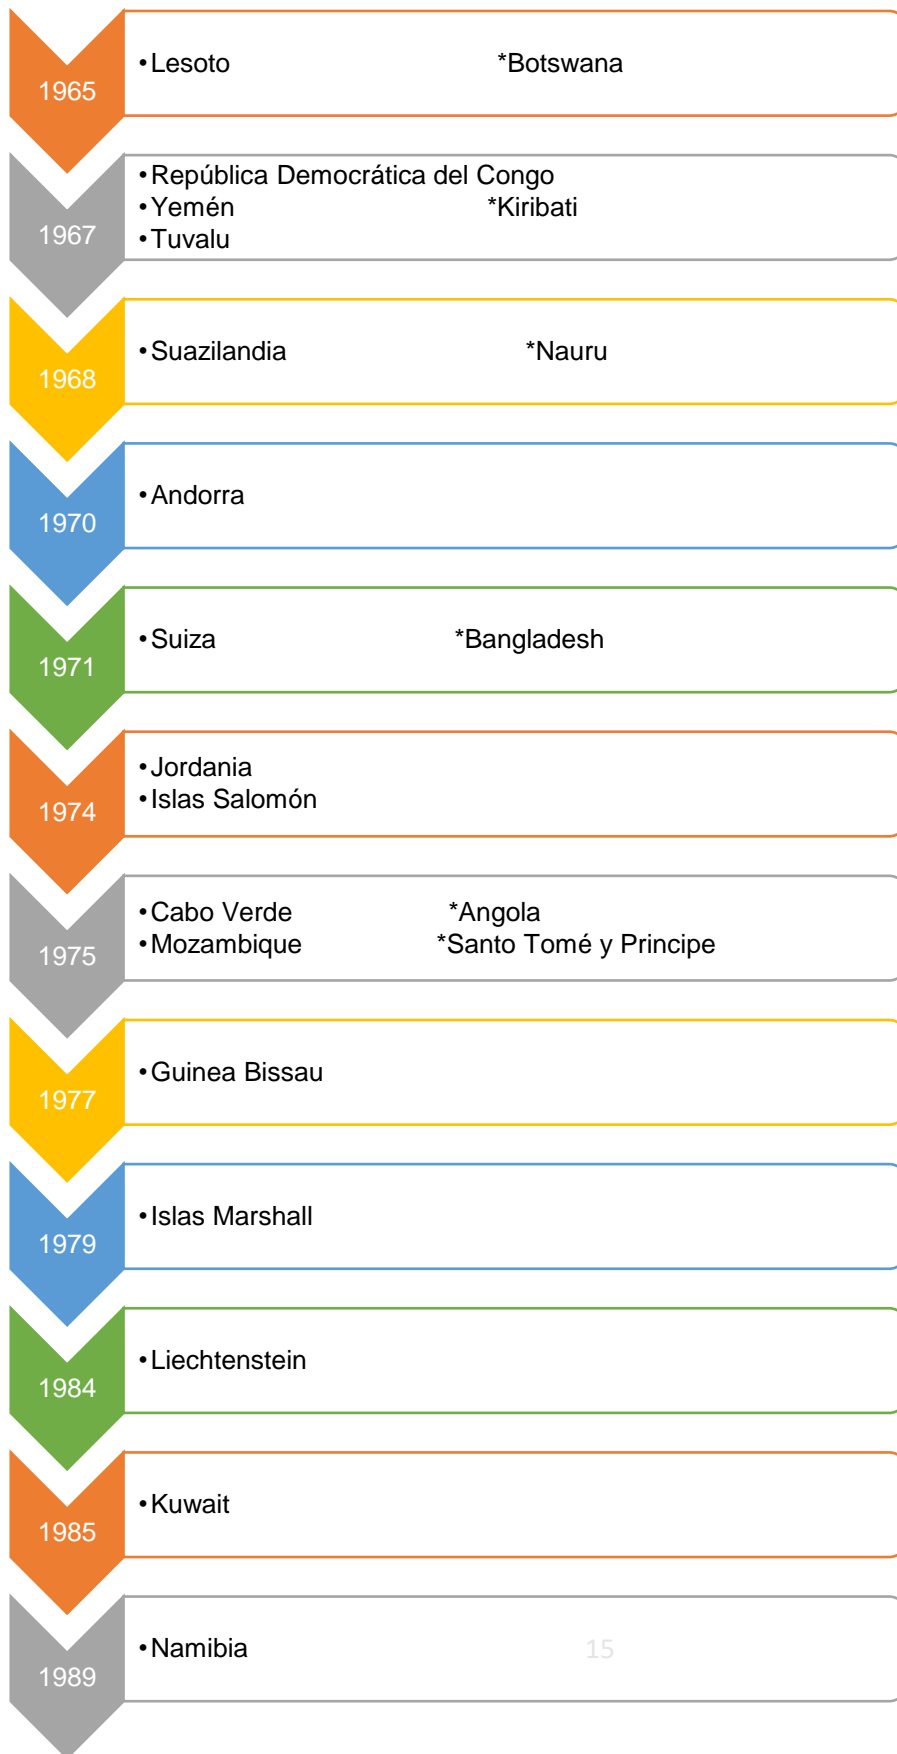 1965
•Lesoto *Botswana
1967
•República Democrática del Congo
•Yemén *Kiribati
•Tuvalu
1968
•Suazilandia *Nauru
1970
•Andorra
1971
•Suiza *Bangladesh
1974
•Jordania
•Islas Salomón
1975
•Cabo Verde *Angola
•Mozambique *Santo Tomé y Principe
1977
•Guinea Bissau
1979
•Islas Marshall
1984
•Liechtenstein
1985
•Kuwait
1989
•Namibia
15